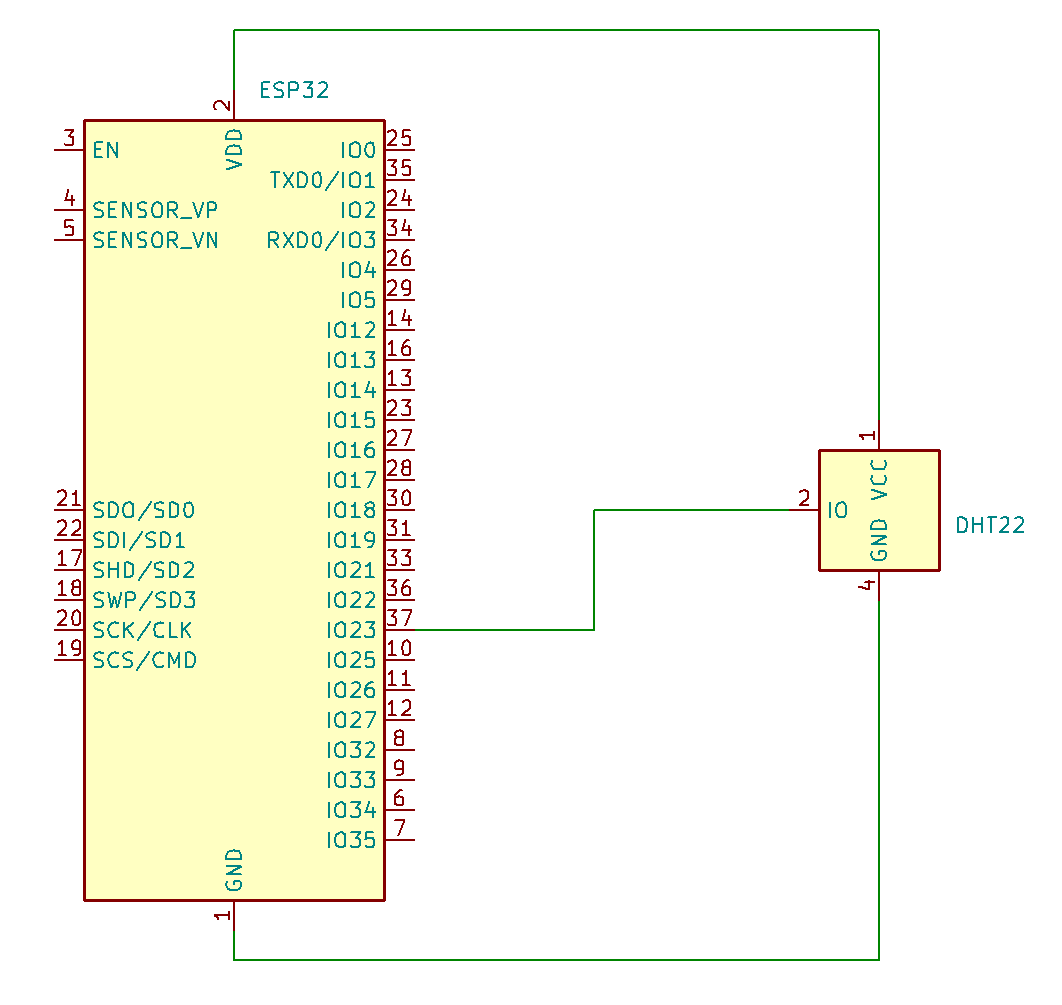 ESP32
2
VDD
3 EN
IO0 25
TXD0/IO1 35
4 SENSOR_VP
IO2 24
5 SENSOR_VN
RXD0/IO3 34
IO4 26
IO5 29
IO12 14
IO13 16
IO14 13
IO15 23
IO16 27
IO17 28
21 SDO/SD0
IO18 30
22 SDI/SD1
IO19 31
17 SHD/SD2
IO21 33
18 SWP/SD3
IO22 36
20 SCK/CLK
IO23 37
19 SCS/CMD
IO25 10
IO26 11
IO27 12
IO32 8
IO33 9
IO34 6
IO35 7
GND
1
1
VCC
2 IO
GND
4
DHT22